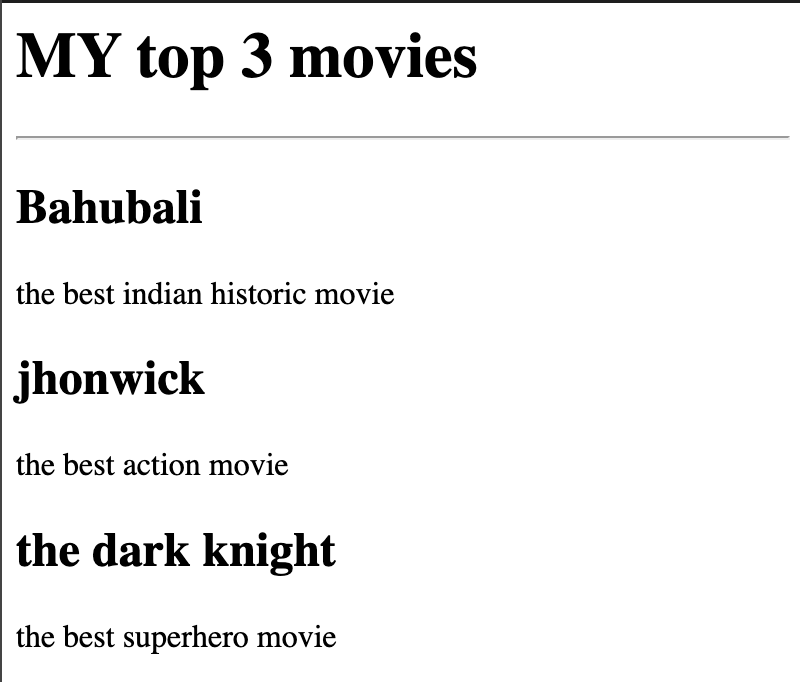 MY top 3 movies
Bahubali
the best indian historic movie
jhonwick
the best action movie
the dark knight
the best superhero movie